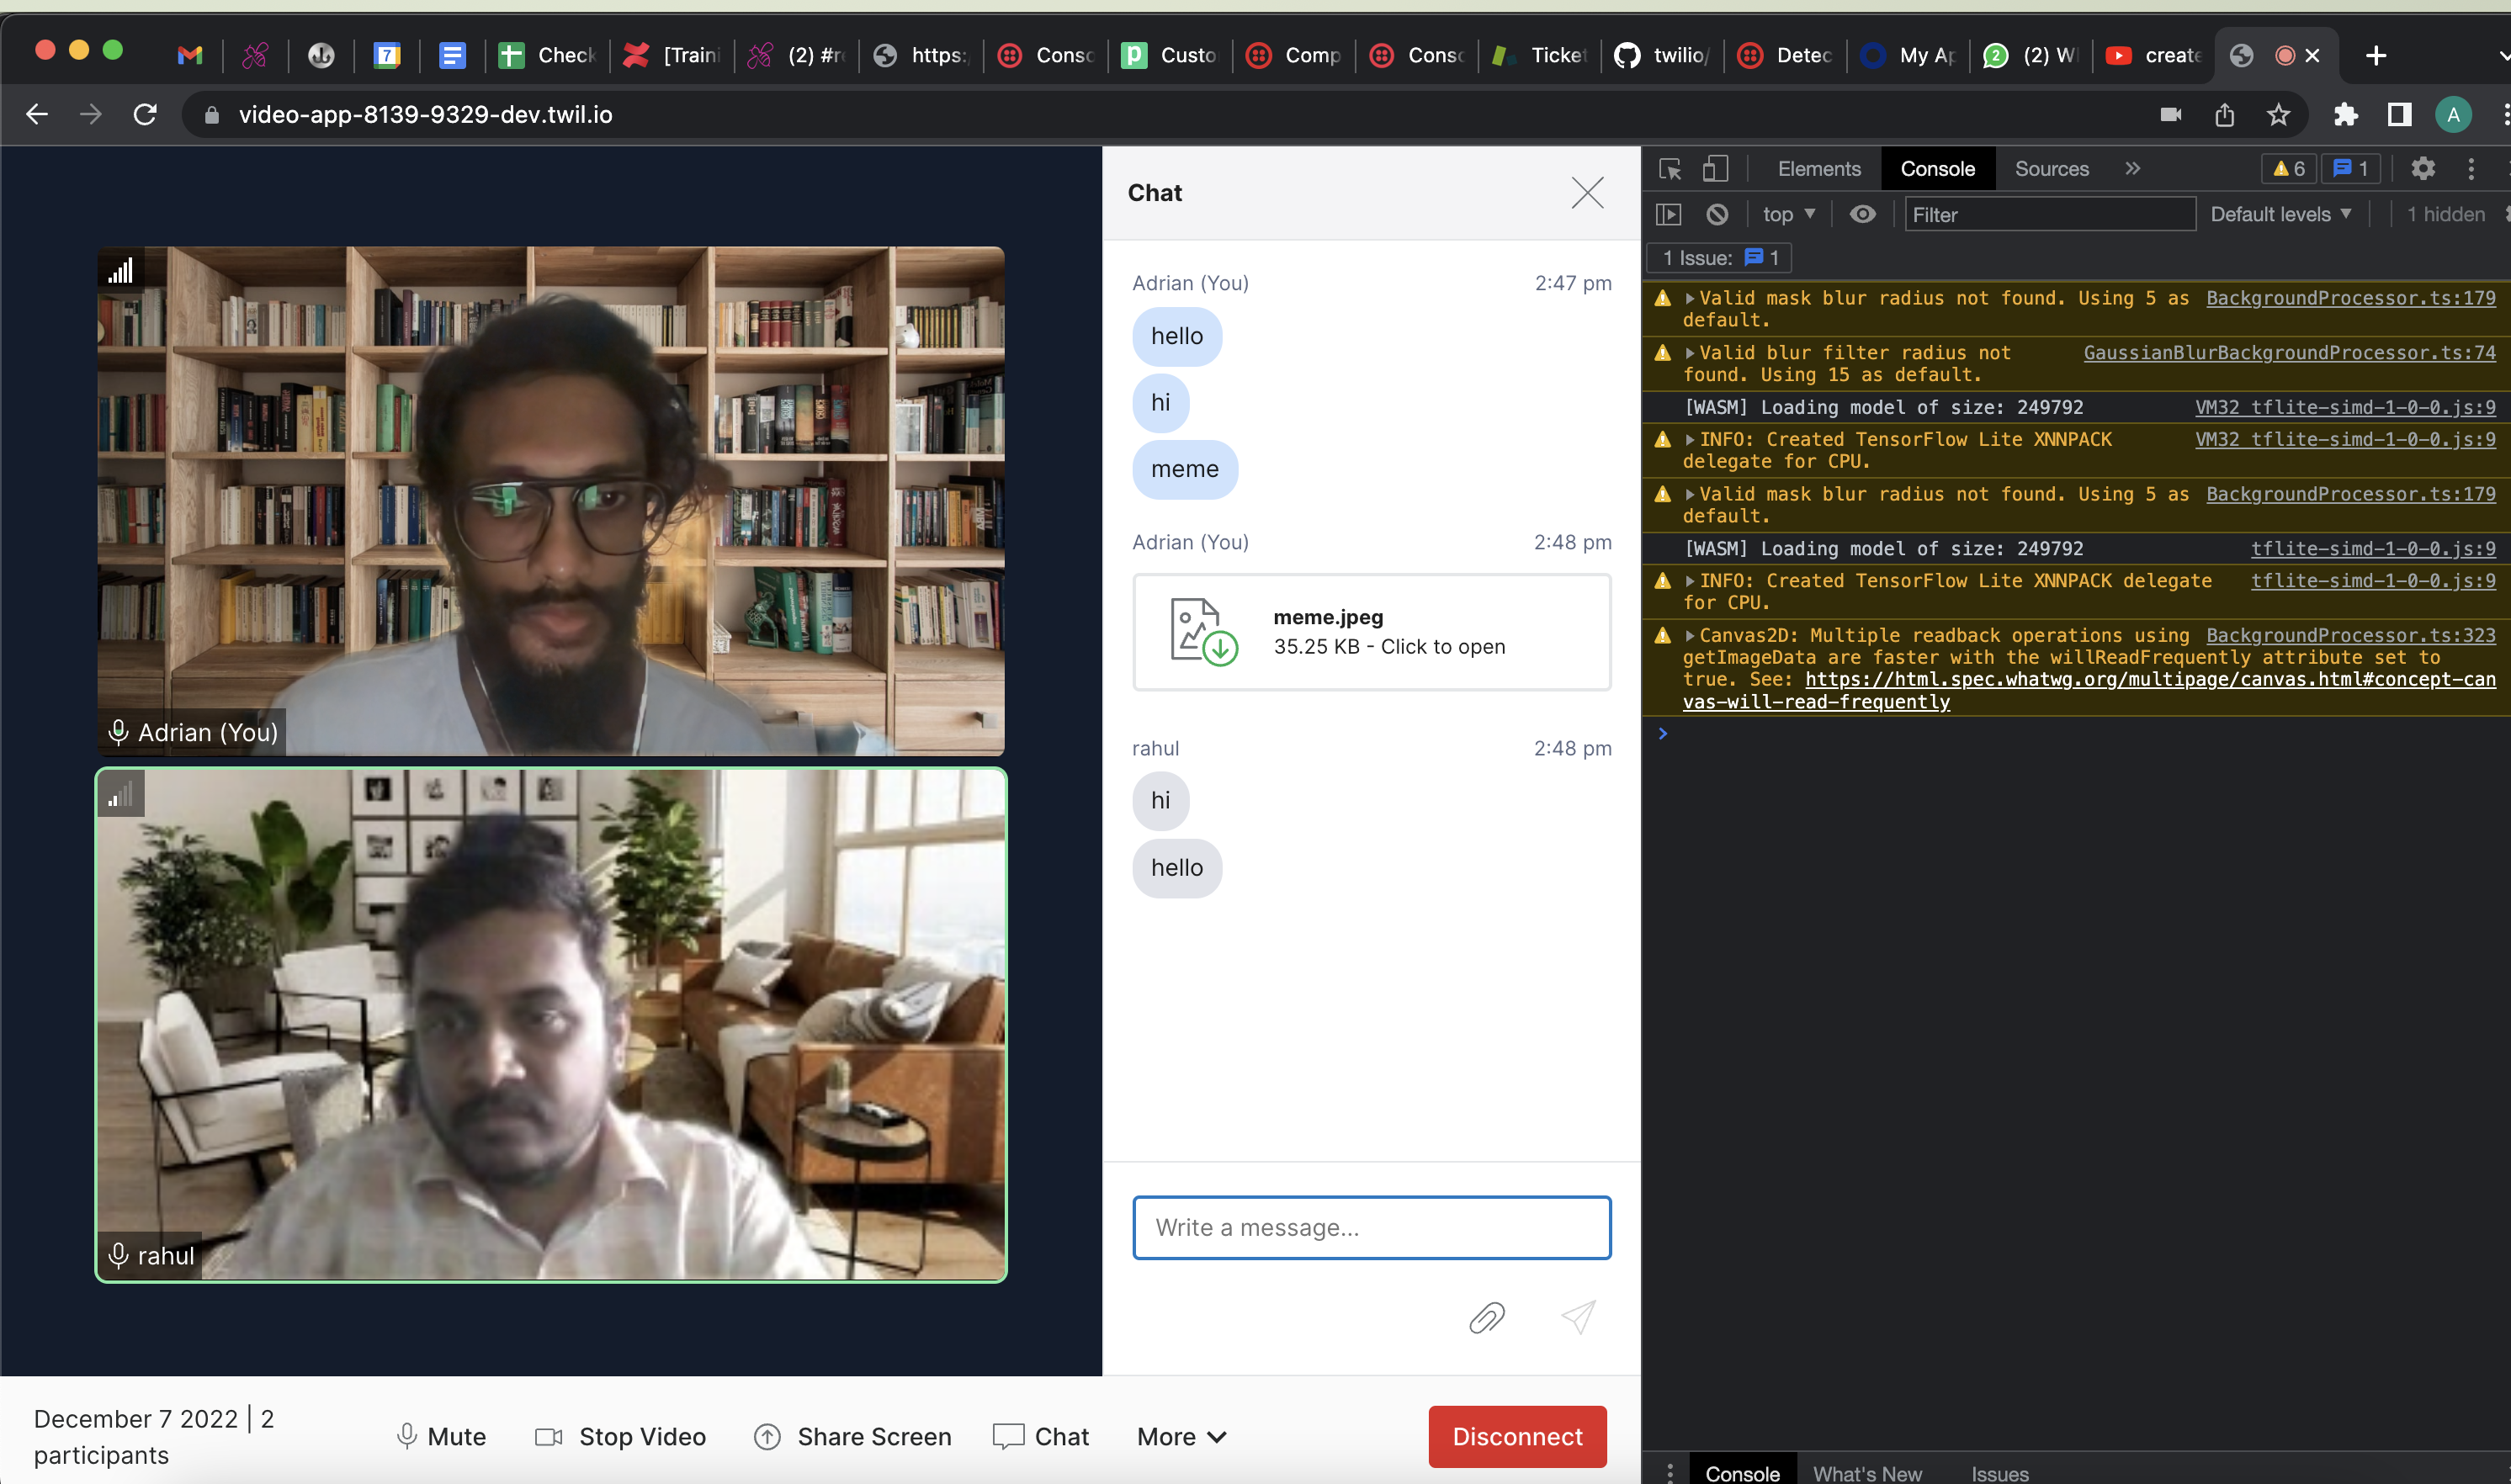 Check
[Traini
(2) #re
https:
Conso
Custo
Comp
Conso
Ticket
twilio/
Detec
My Ap
(2) W
create
video-app-8139-9329-dev.twil.io
A
Adrian (You)
rahul
Chat
Adrian (You) 2:47 pm
hello
hi
meme
Adrian (You) 2:48 pm
meme.jpeg
35.25 KB - Click to open
rahul 2:48 pm
hi
hello
Write a message...
Elements Console Sources 6 1
top Filter Default levels 1 hidden
1 Issue: 1
Valid mask blur radius not found. Using 5 as BackgroundProcessor.ts:179
default.
Valid blur filter radius not GaussianBlurBackgroundProcessor.ts:74
found. Using 15 as default.
[WASM] Loading model of size: 249792 VM32 tflite-simd-1-0-0.js:9
INFO: Created TensorFlow Lite XNNPACK VM32 tflite-simd-1-0-0.js:9
delegate for CPU.
Valid mask blur radius not found. Using 5 as BackgroundProcessor.ts:179
default.
[WASM] Loading model of size: 249792 tflite-simd-1-0-0.js:9
INFO: Created TensorFlow Lite XNNPACK delegate tflite-simd-1-0-0.js:9
for CPU.
Canvas2D: Multiple readback operations using BackgroundProcessor.ts:323
getImageData are faster with the willReadFrequently attribute set to
true. See: https://html.spec.whatwg.org/multipage/canvas.html#concept-can
vas-will-read-frequently
December 7 2022 | 2
participants
Mute Stop Video Share Screen Chat More Disconnect
Console What's New Issues